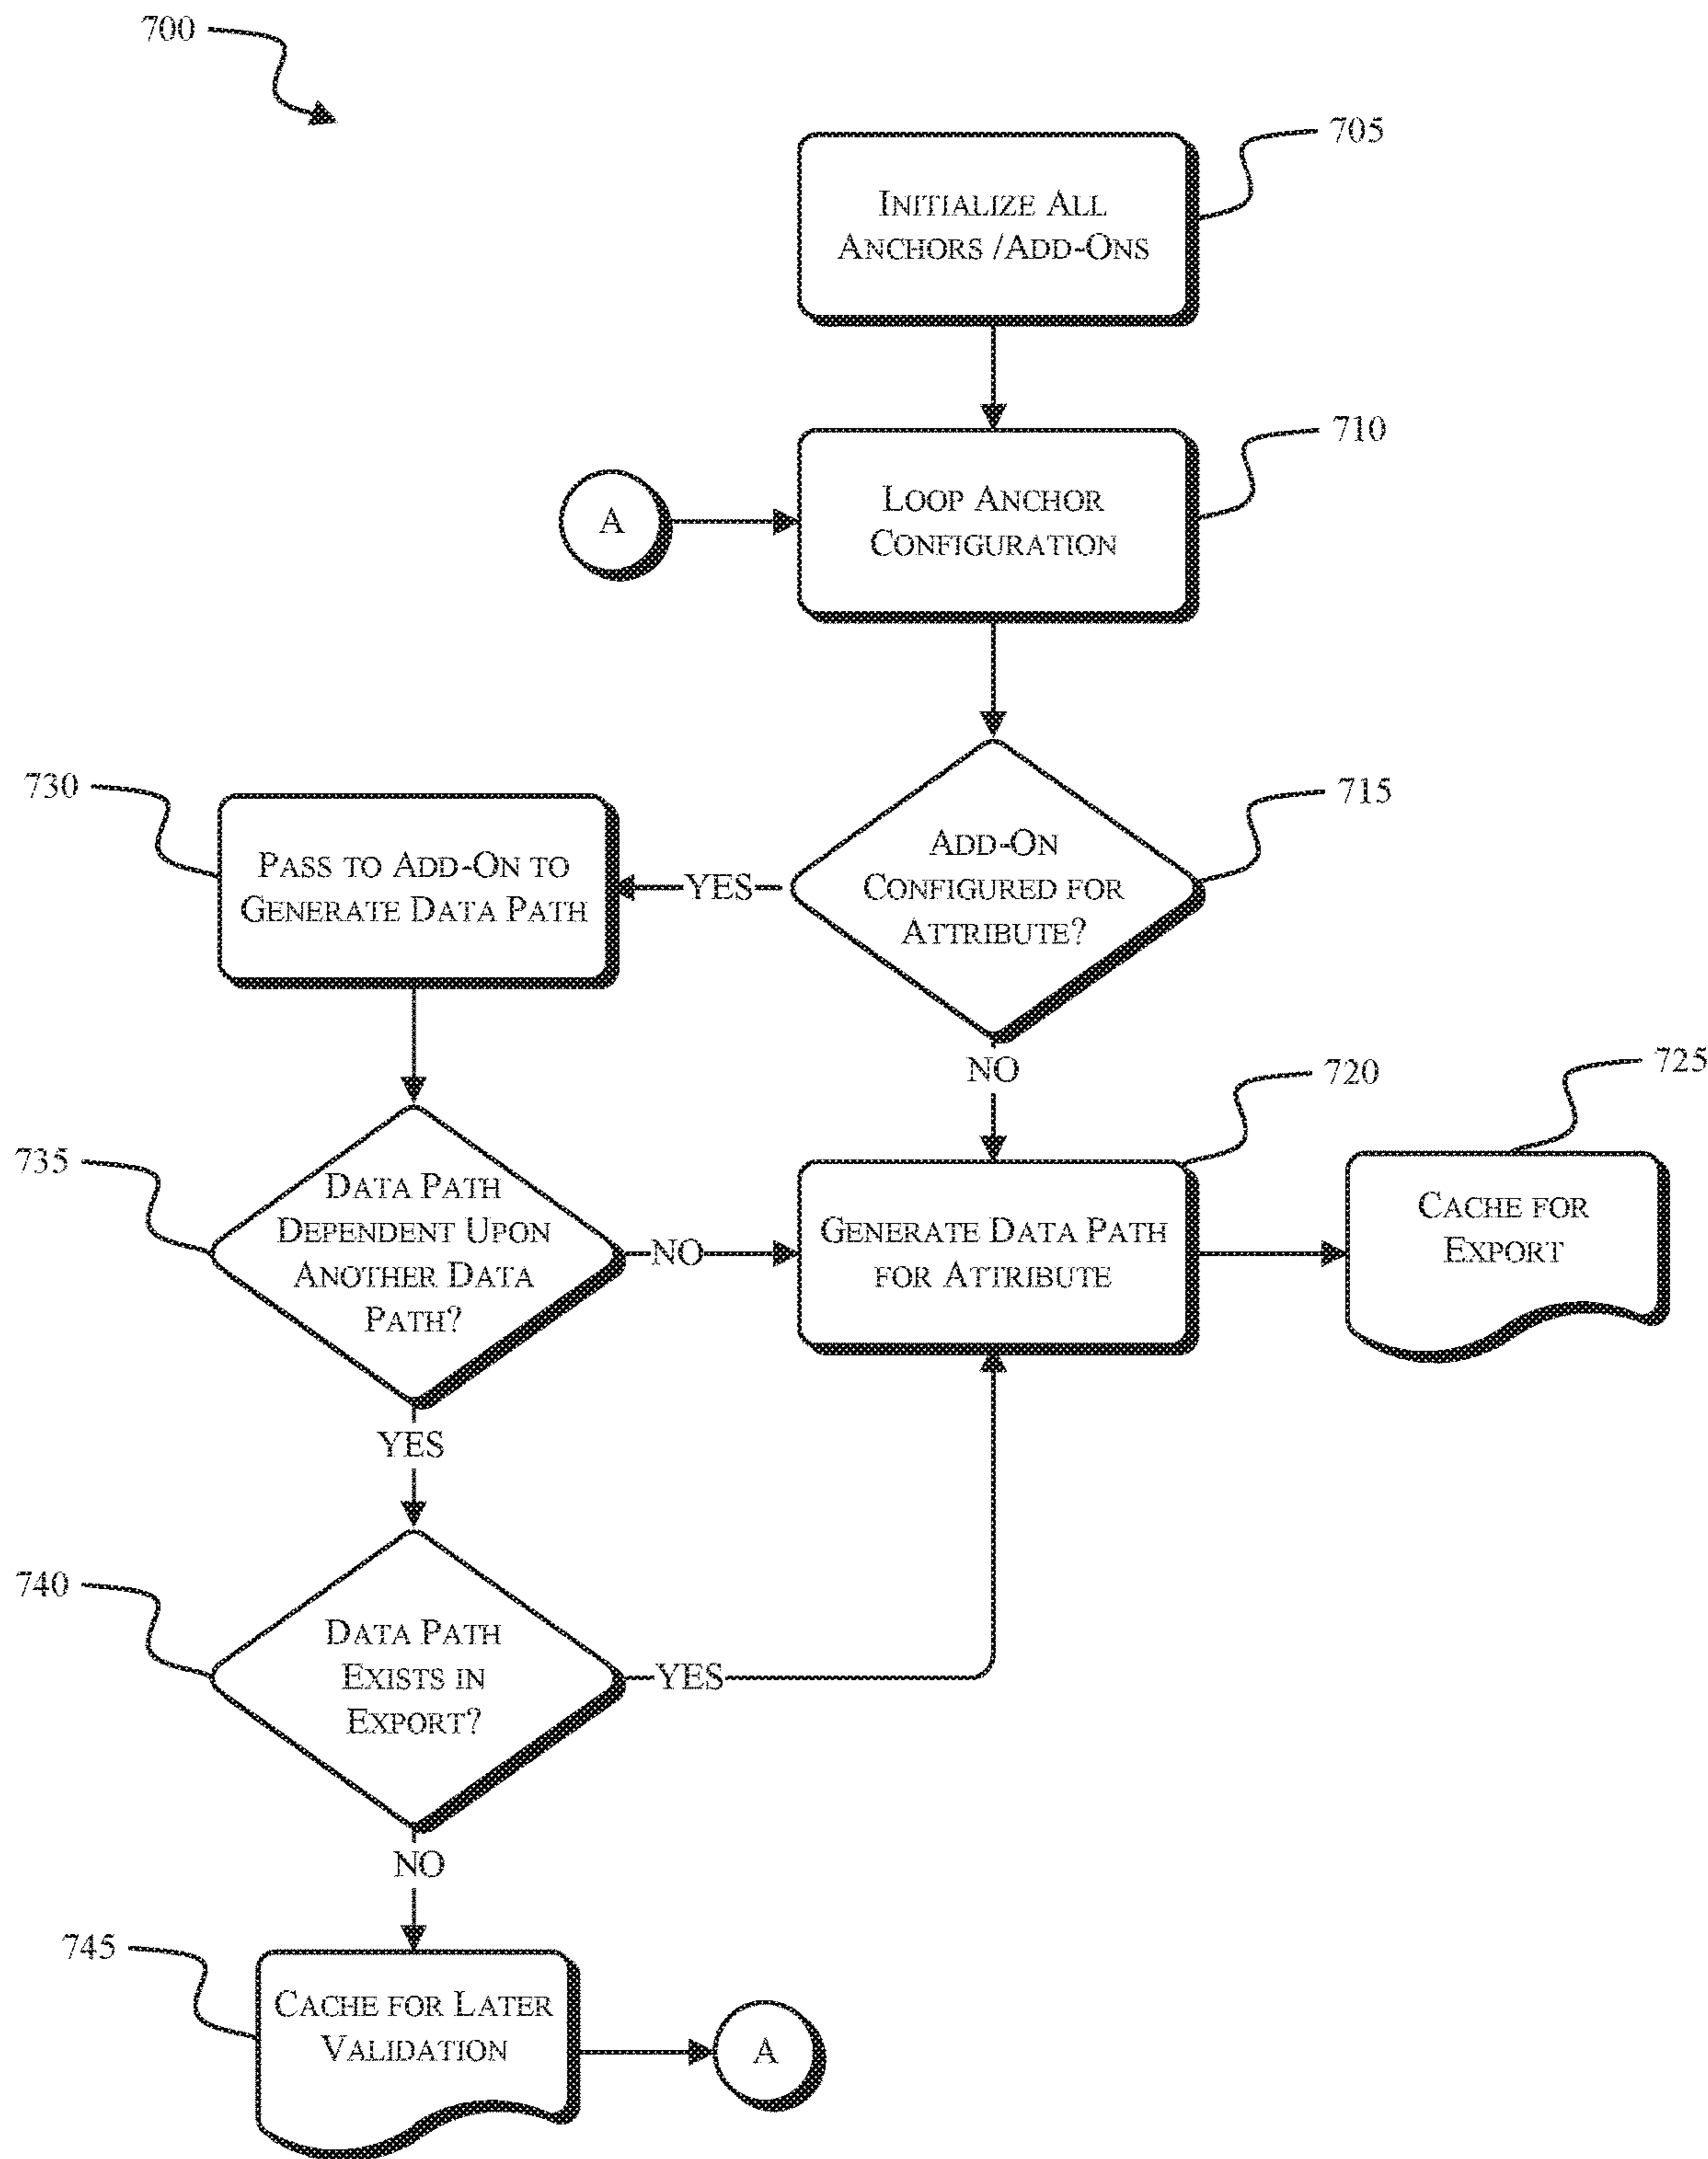 700
705
INITIALIZE ALL
ANCHORS /ADD-ONS
710
A
LOOP ANCHOR
CONFIGURATION
730
715
PASS TO ADD-ON TO
GENERATE DATA PATH
YES
ADD-ON
CONFIGURED FOR
ATTRIBUTE?
NO
720
725
735
DATA PATH
DEPENDENT UPON
ANOTHER DATA
PATH?
NO
GENERATE DATA PATH
FOR ATTRIBUTE
CACHE FOR
EXPORT
YES
740
DATA PATH
EXISTS IN
EXPORT?
YES
NO
745
CACHE FOR LATER
VALIDATION
A